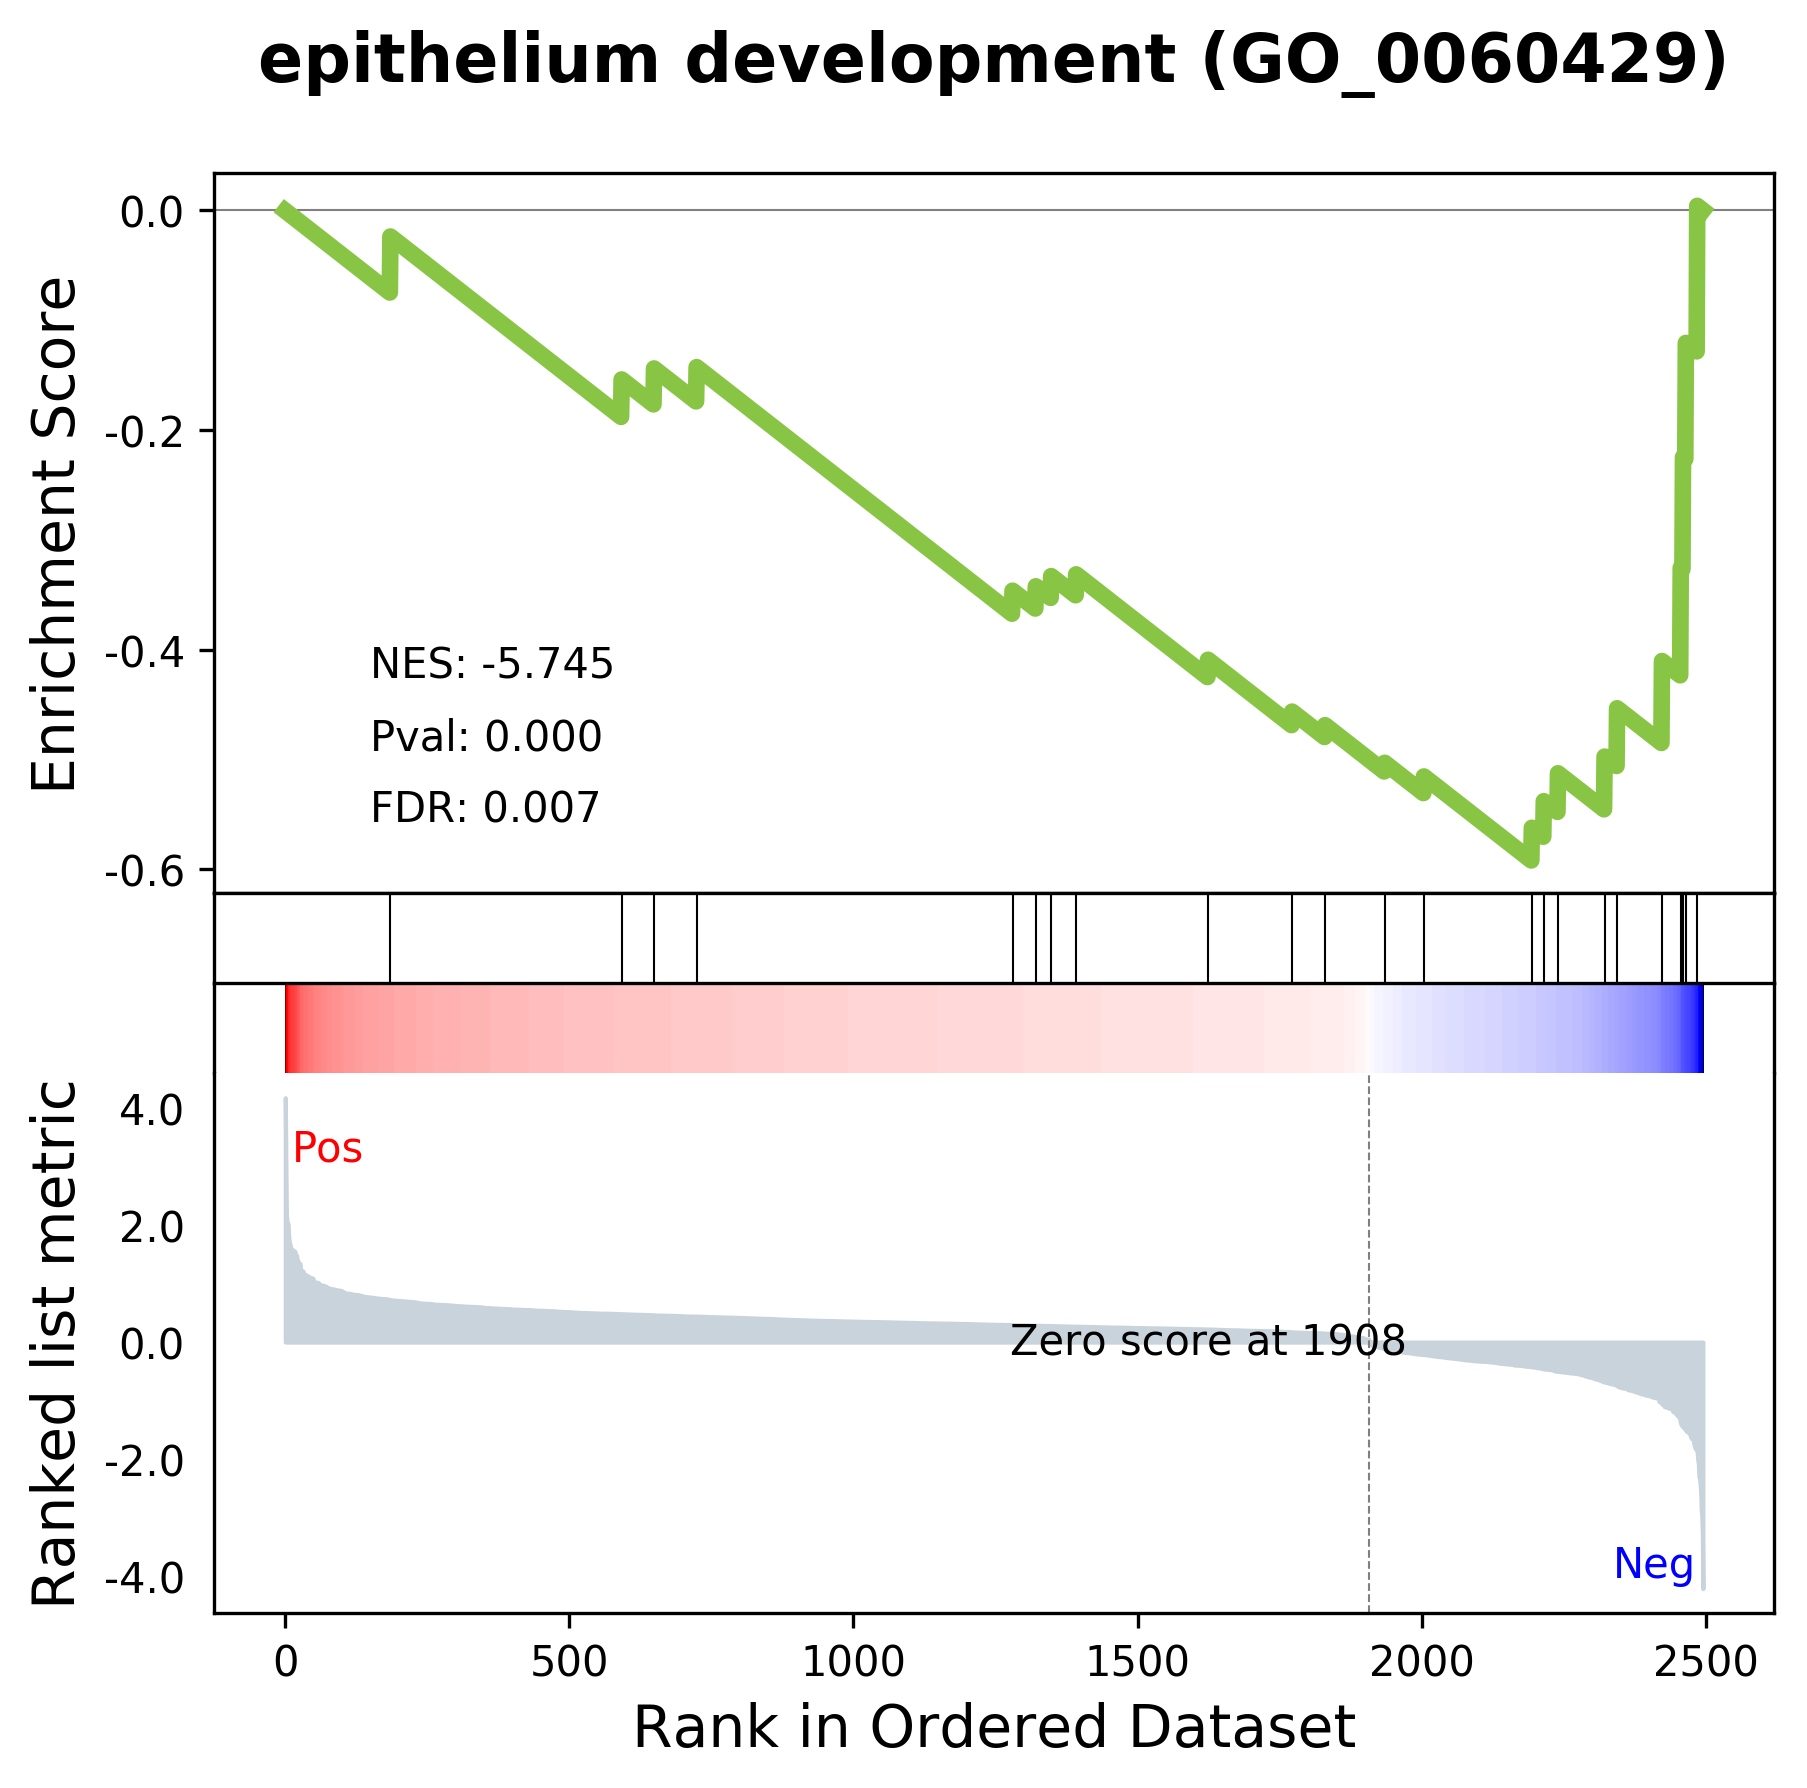 epithelium development (GO_0060429)
Enrichment Score
0.0
-0.2
-0.4
-0.6
NES: -5.745
Pval: 0.000
FDR: 0.007
Ranked list metric
4.0
2.0
0.0
-2.0
-4.0
Pos
Zero score at 1908
Neg
0 500 1000 1500 2000 2500
Rank in Ordered Dataset